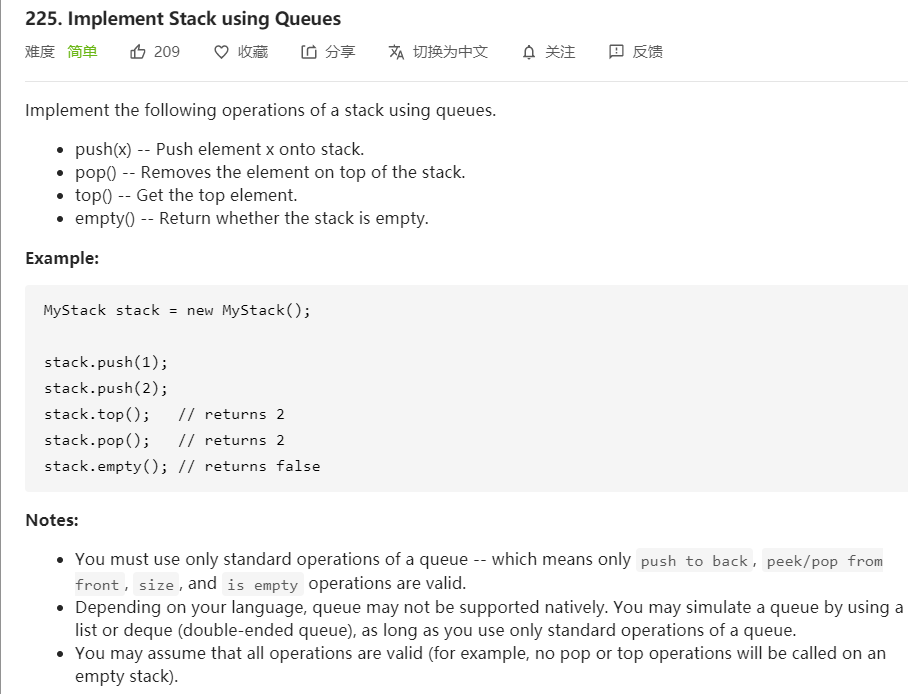 225. Implement Stack using Queues
难度 简单 209 收藏 分享 切换为中文 关注 反馈
Implement the following operations of a stack using queues.
• push(x) -- Push element x onto stack.
• pop() -- Removes the element on top of the stack.
• top() -- Get the top element.
• empty() -- Return whether the stack is empty.
Example:
MyStack stack = new MyStack();
stack.push(1);
stack.push(2);
stack.top();   // returns 2
stack.pop();   // returns 2
stack.empty(); // returns false
Notes:
• You must use only standard operations of a queue -- which means only push to back, peek/pop from
front, size, and is empty operations are valid.
• Depending on your language, queue may not be supported natively. You may simulate a queue by using a
list or deque (double-ended queue), as long as you use only standard operations of a queue.
• You may assume that all operations are valid (for example, no pop or top operations will be called on an
empty stack).